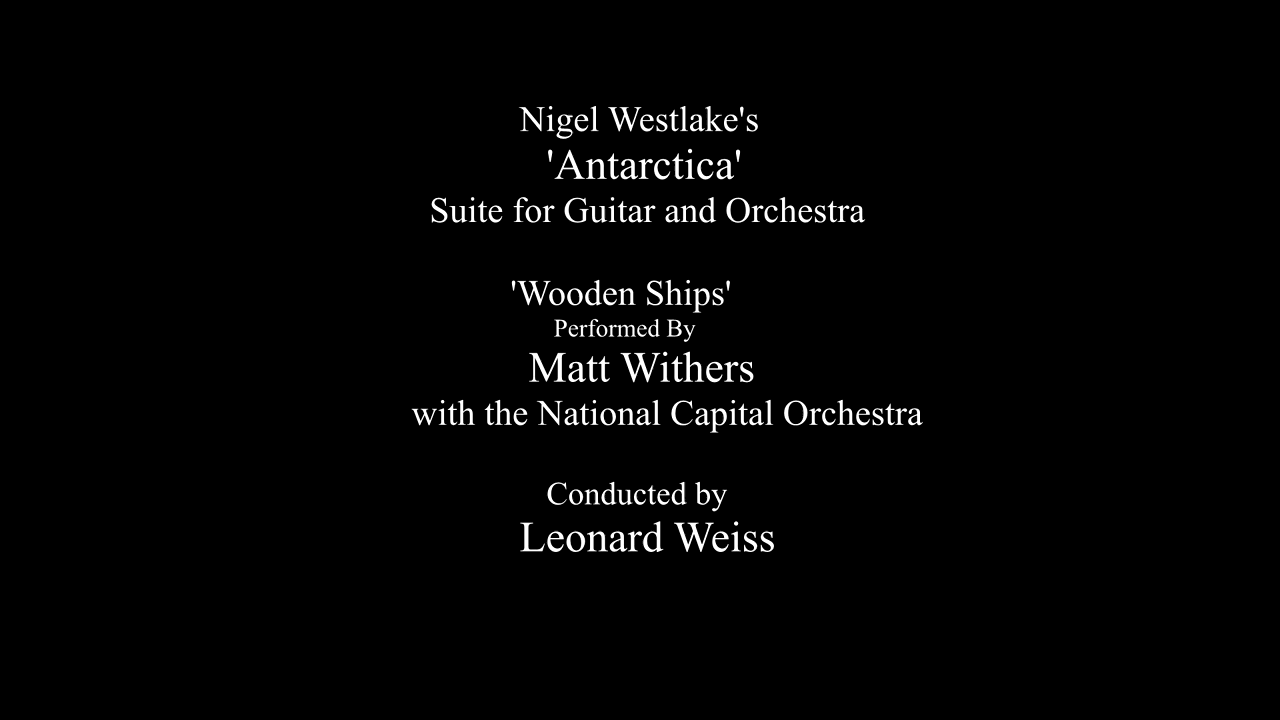 Nigel Westlake's
'Antarctica'
Suite for Guitar and Orchestra
'Wooden Ships'
Performed By
Matt Withers
with the National Capital Orchestra
Conducted by
Leonard Weiss